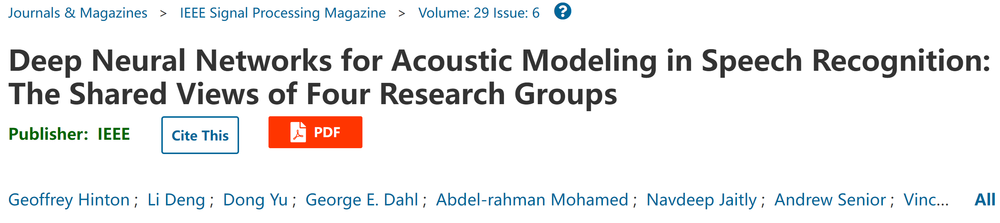 Journals & Magazines > IEEE Signal Processing Magazine > Volume: 29 Issue: 6 ?
Deep Neural Networks for Acoustic Modeling in Speech Recognition:
The Shared Views of Four Research Groups
Publisher: IEEE Cite This PDF
Geoffrey Hinton ; Li Deng ; Dong Yu ; George E. Dahl ; Abdel-rahman Mohamed ; Navdeep Jaitly ; Andrew Senior ; Vinc... All